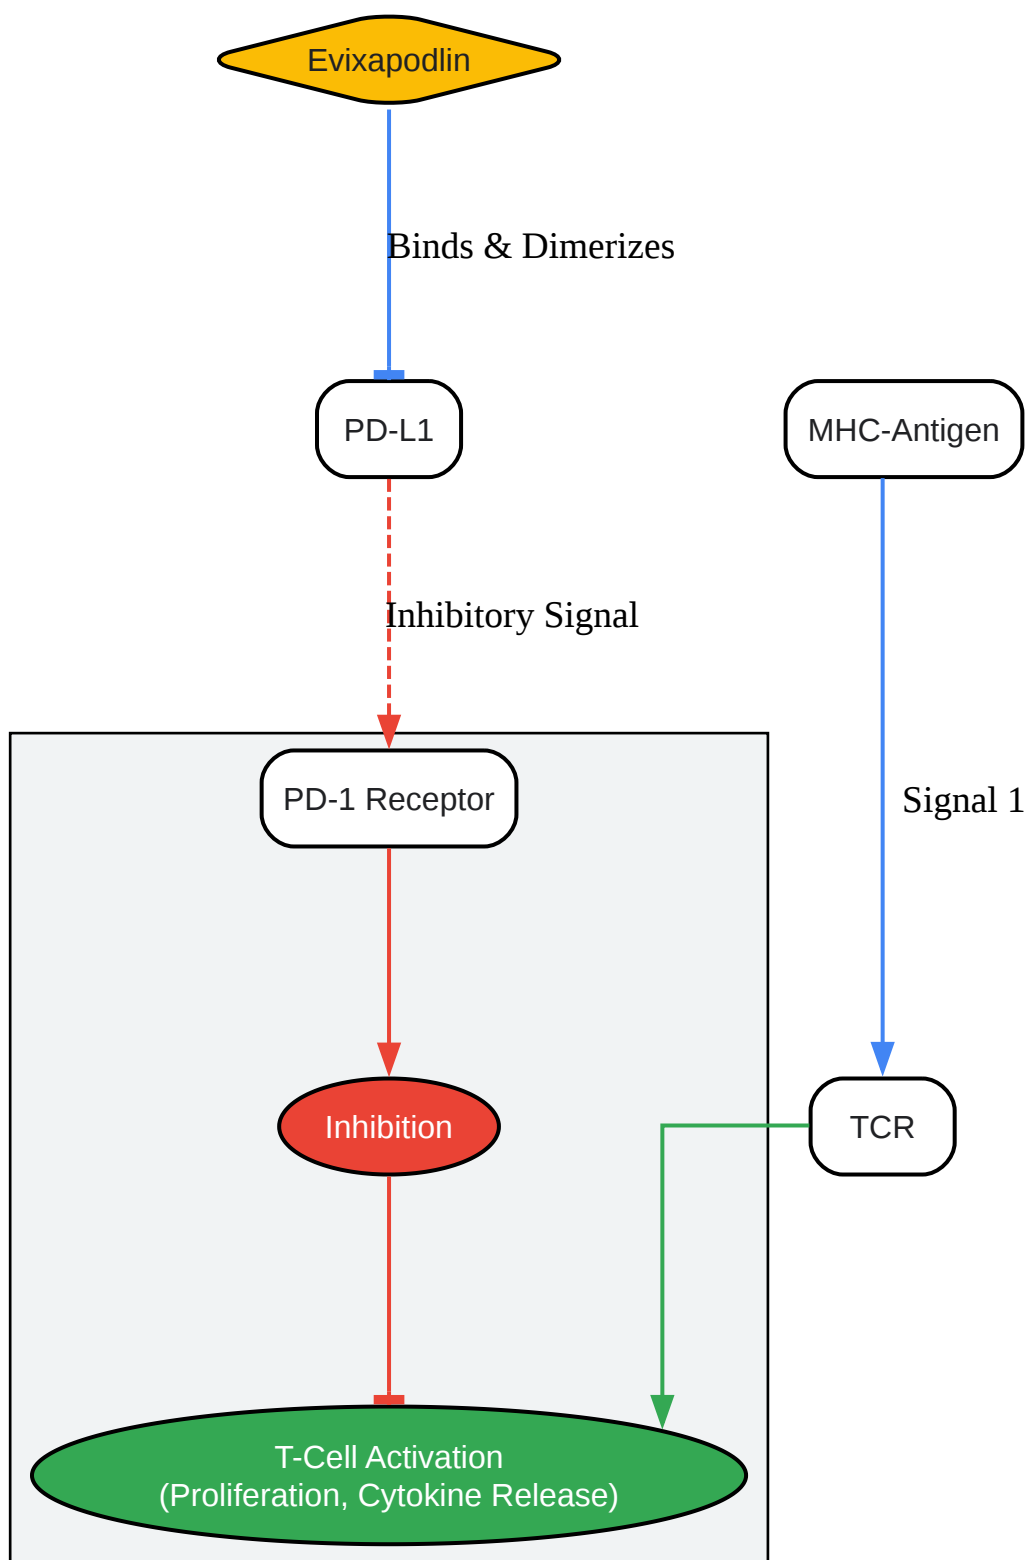 Evixapodlin
Binds & Dimerizes
PD-L1
MHC-Antigen
Inhibitory Signal
PD-1 Receptor
Signal 1
Inhibition
TCR
T-Cell Activation
(Proliferation, Cytokine Release)